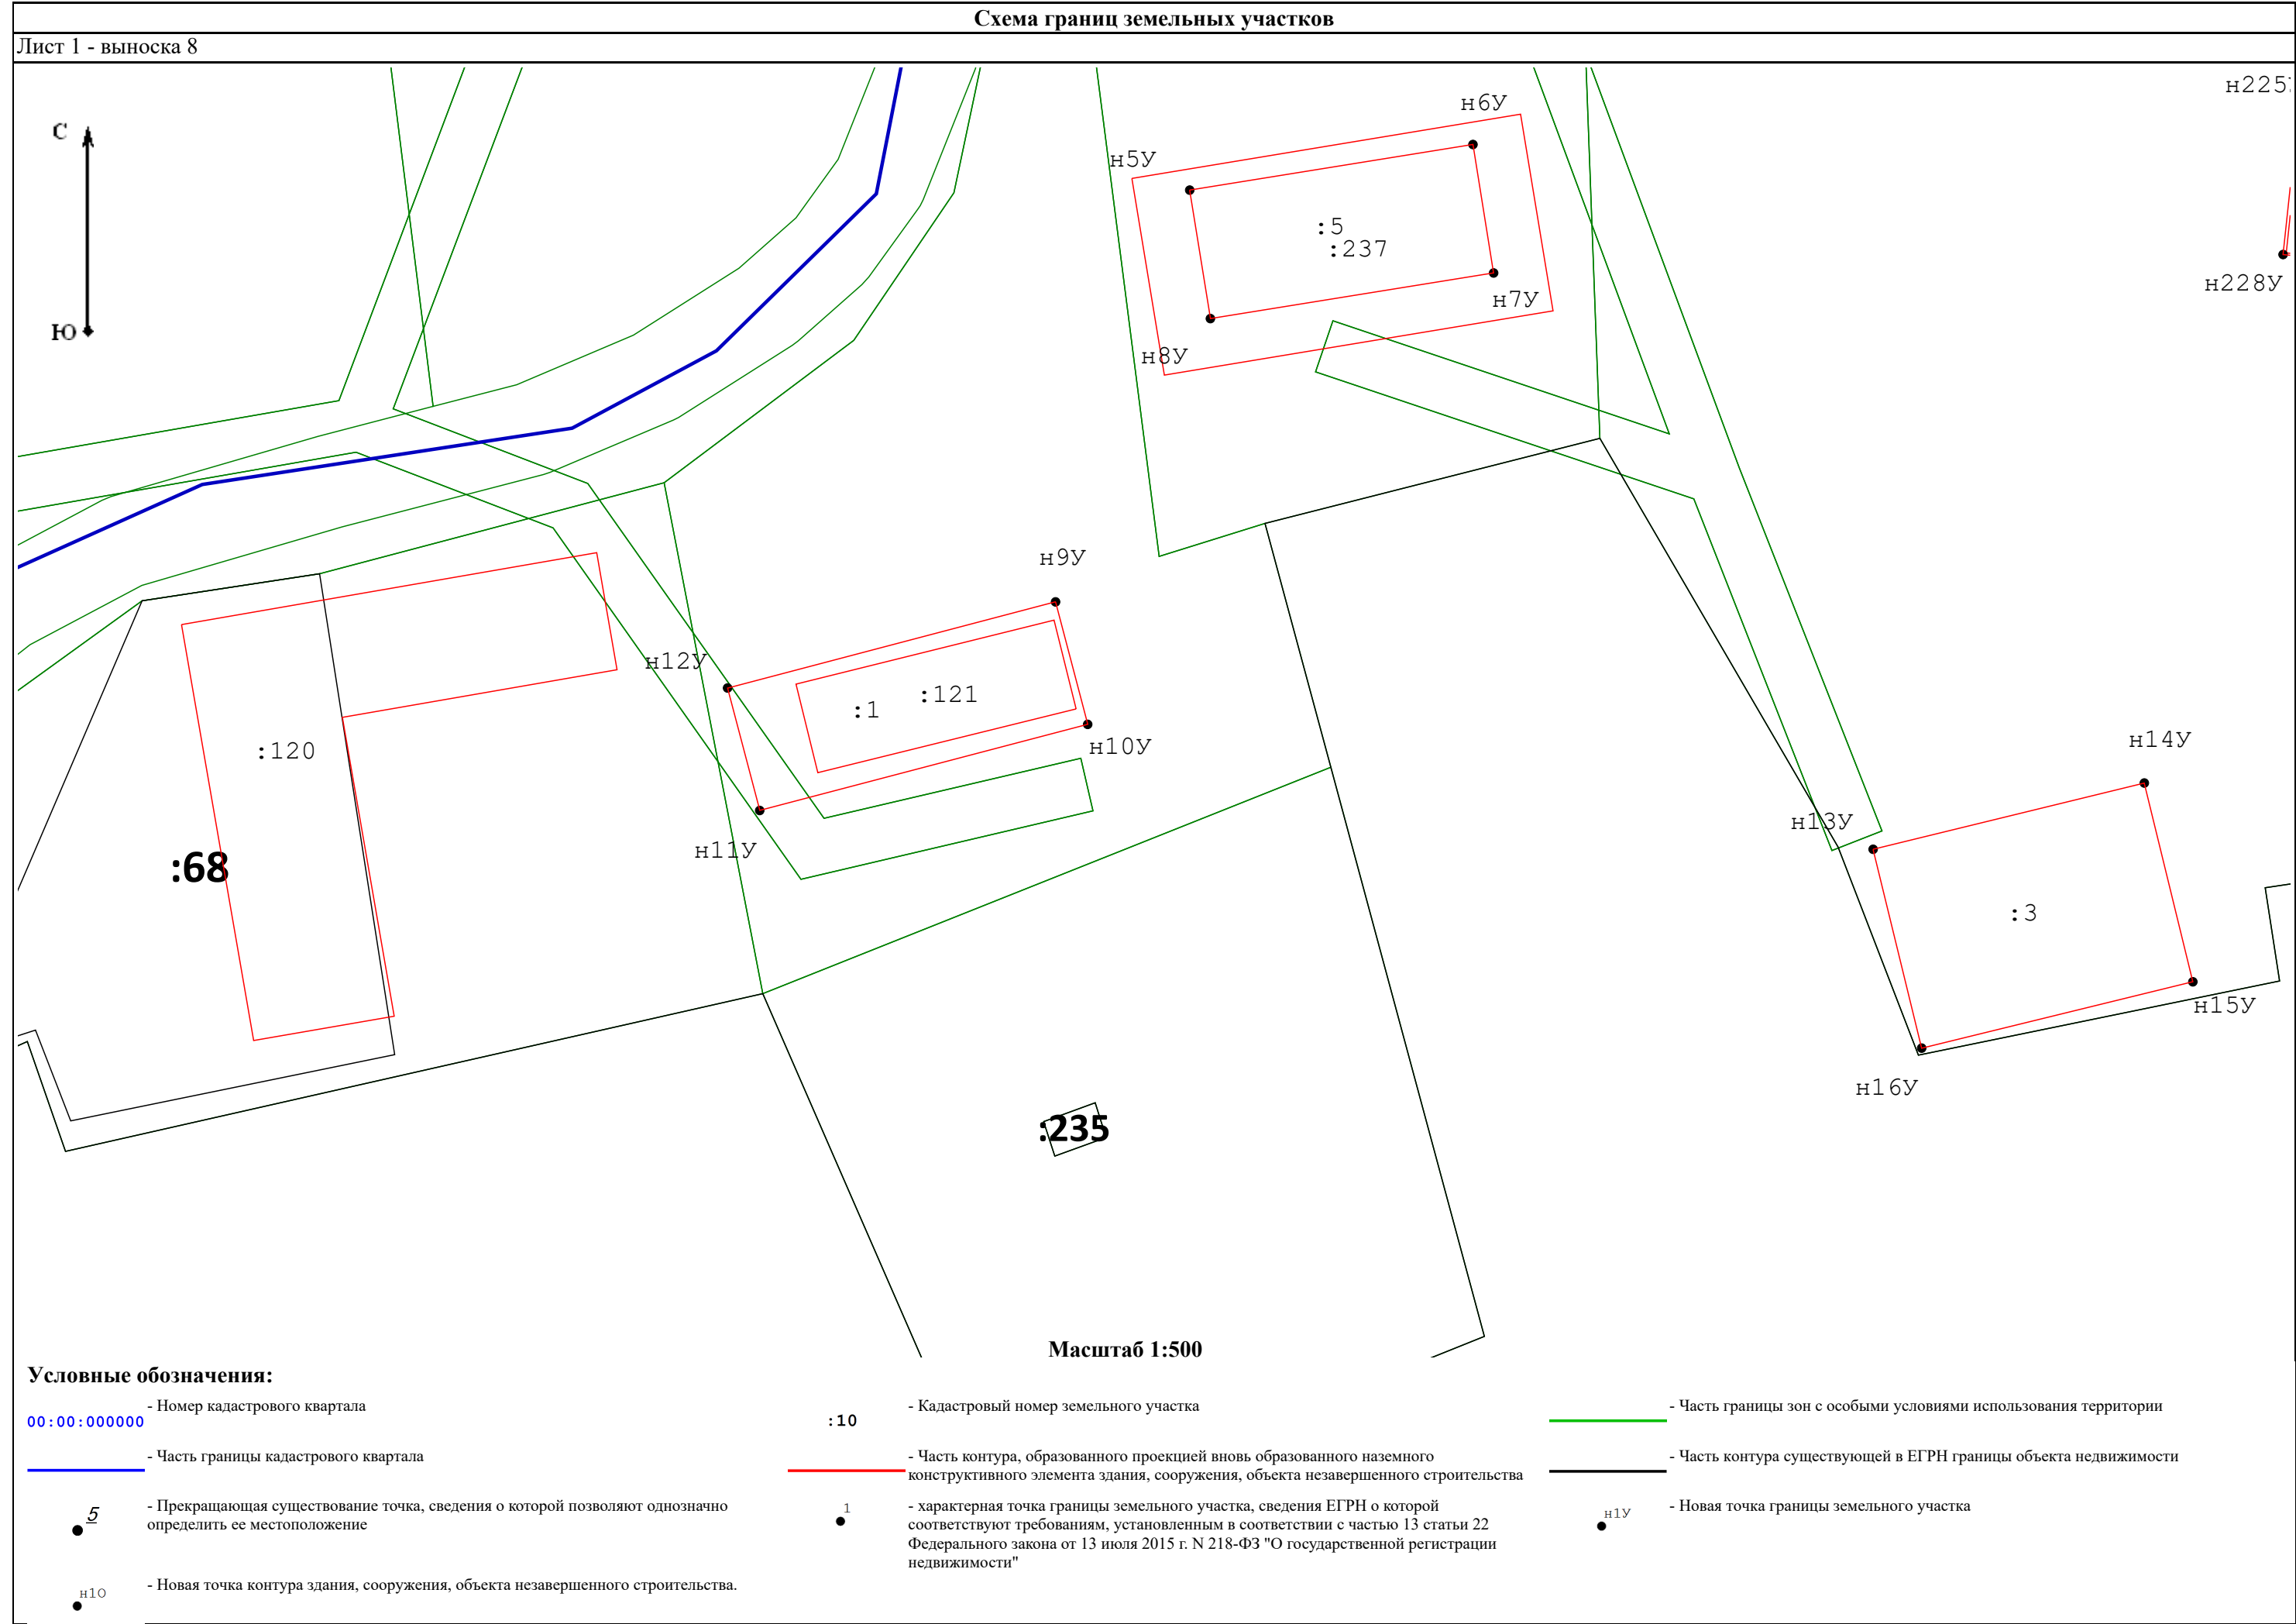 Схема границ земельных участков
Лист 1 - выноска 8
н225
С
н6У
н5У
:5
:237
н228У
н7У
Ю
н8У
н9У
н12У
:121
:1
н10У
:120
н14У
н13У
н11У
:68
:3
н15У
н16У
:235
Масштаб 1:500
Условные обозначения:
00:00:000000
- Номер кадастрового квартала
:10
- Кадастровый номер земельного участка
- Часть границы зон с особыми условиями использования территории
- Часть границы кадастрового квартала
- Часть контура, образованного проекцией вновь образованного наземного
конструктивного элемента здания, сооружения, объекта незавершенного строительства
- Часть контура существующей в ЕГРН границы объекта недвижимости
5
- Прекращающая существование точка, сведения о которой позволяют однозначно
определить ее местоположение
1
- характерная точка границы земельного участка, сведения ЕГРН о которой
соответствуют требованиям, установленным в соответствии с частью 13 статьи 22
Федерального закона от 13 июля 2015 г. N 218-ФЗ "О государственной регистрации
недвижимости"
н1У
- Новая точка границы земельного участка
н1О
- Новая точка контура здания, сооружения, объекта незавершенного строительства.